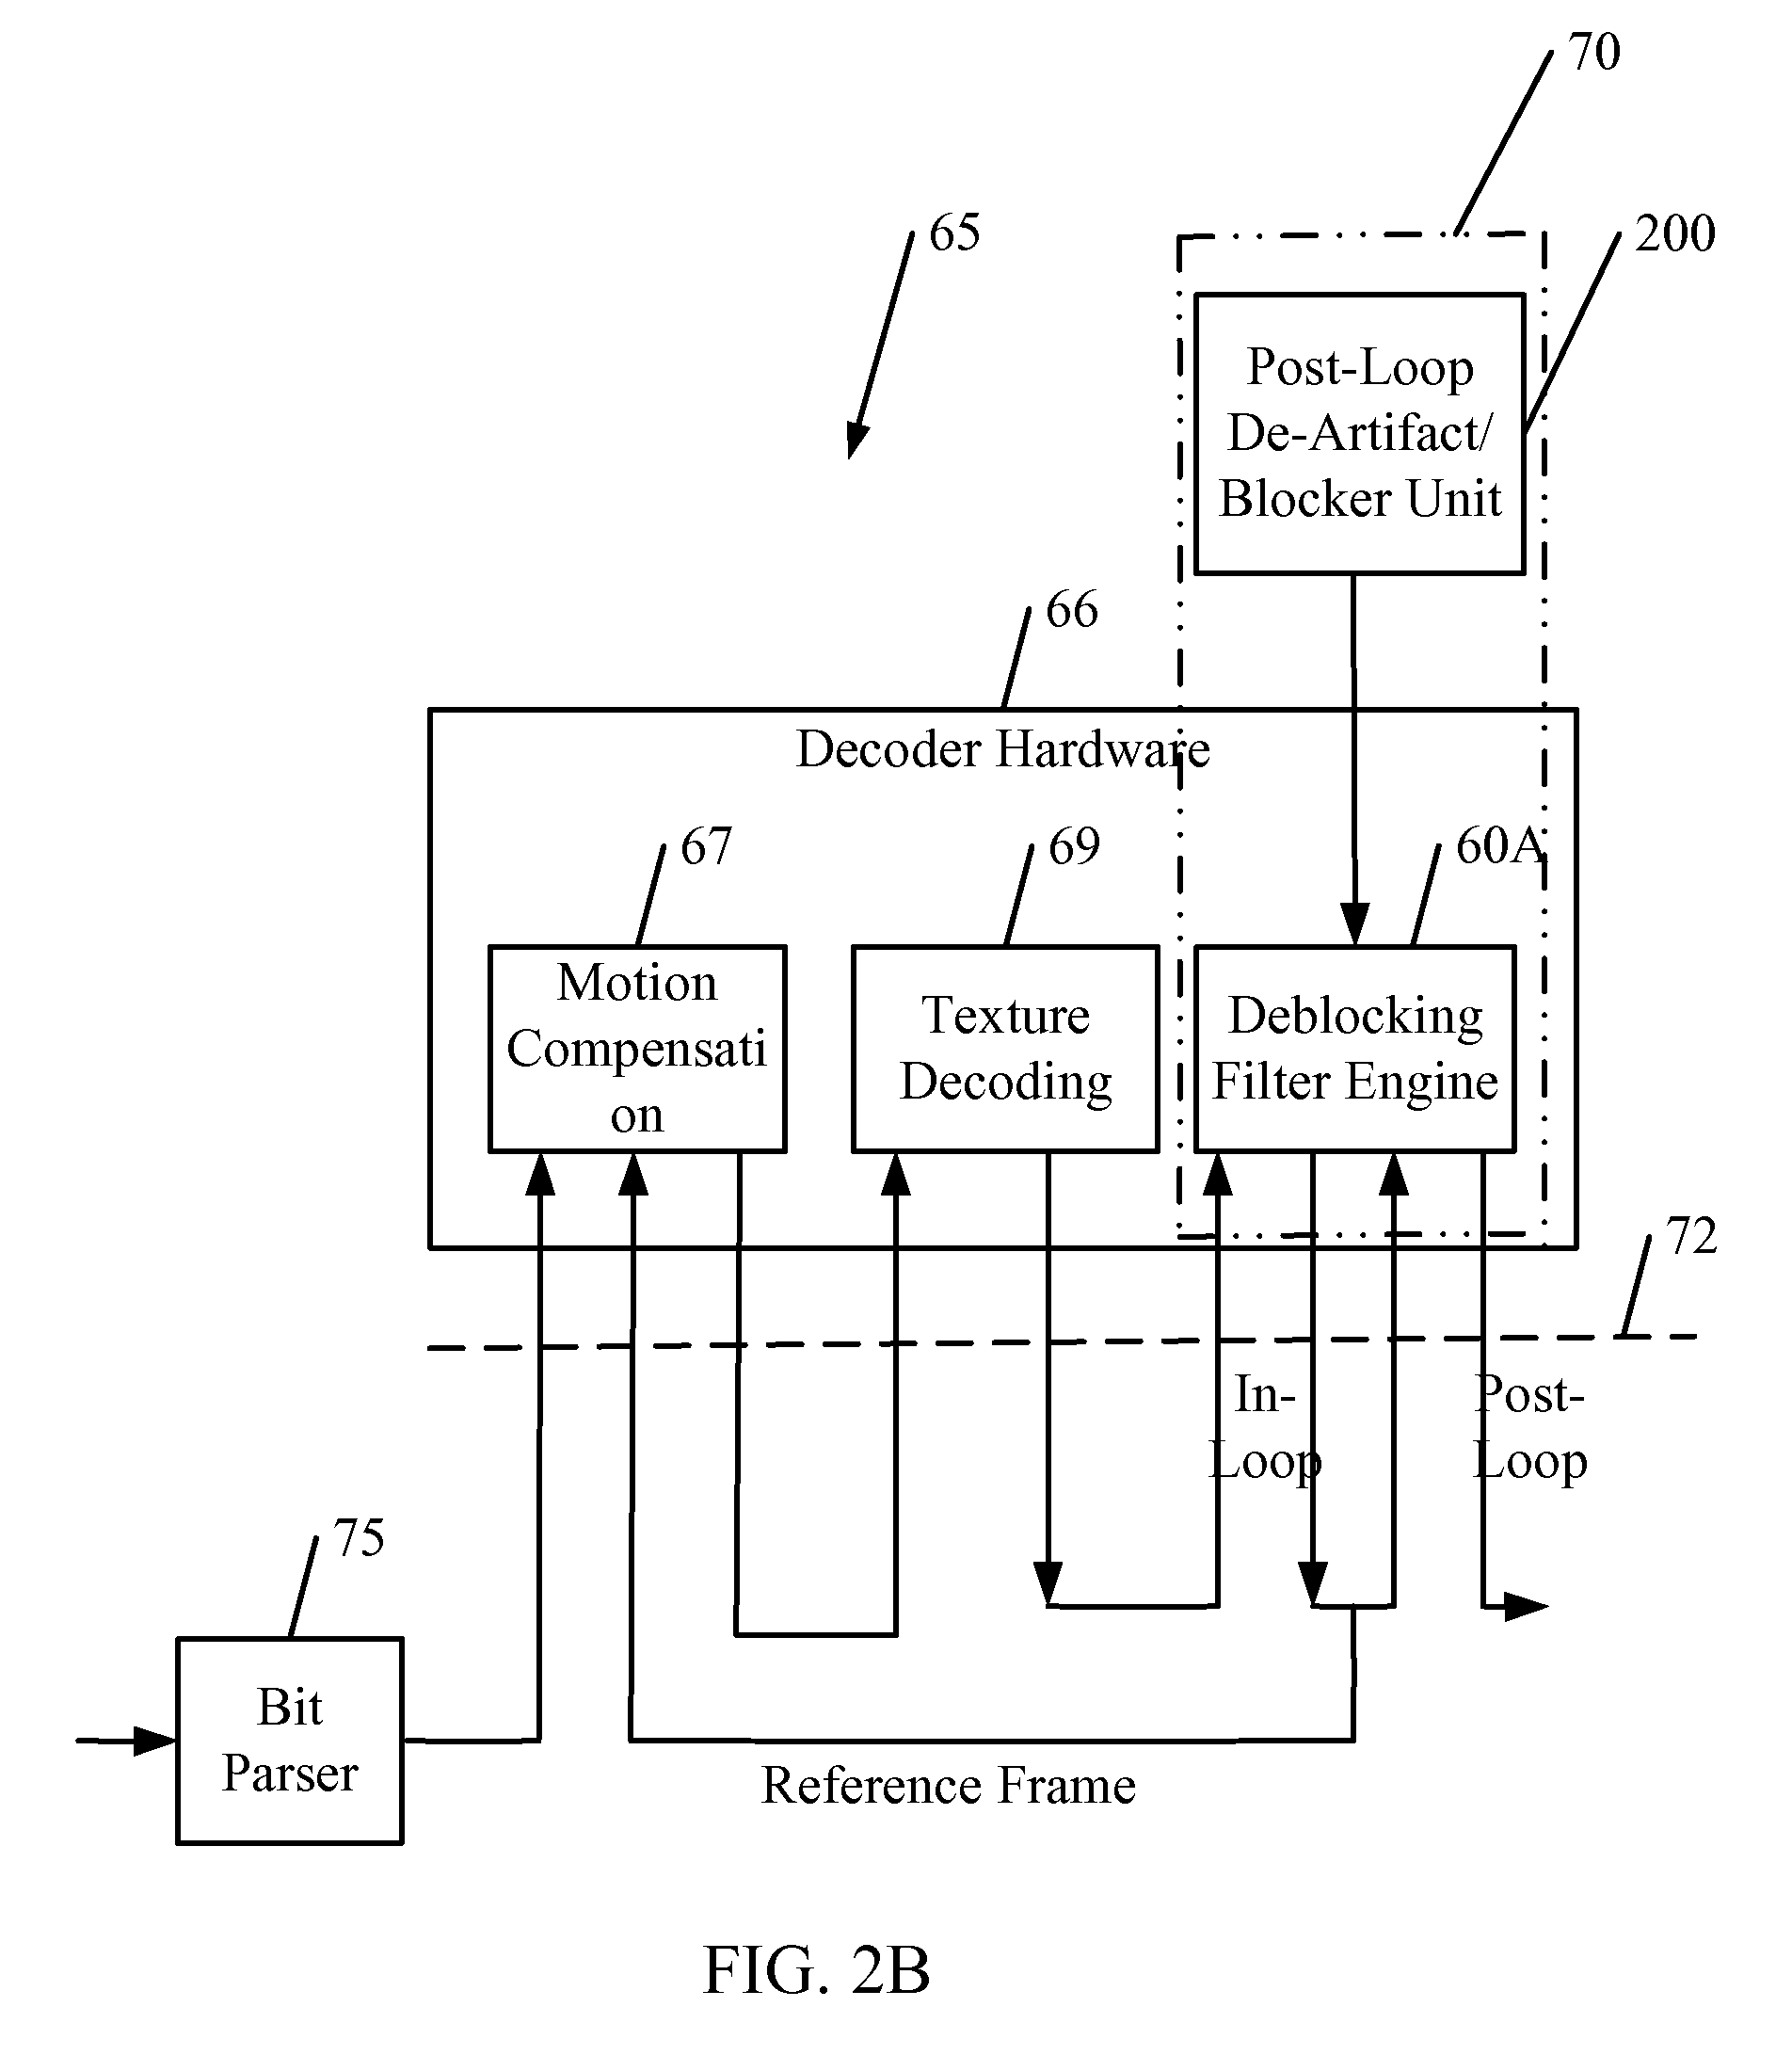 70
65
200
Post-Loop
De-Artifact/
Blocker Unit
66
Decoder Hardware
67
69
60A
Motion
Compensati
on
Texture
Decoding
Deblocking
Filter Engine
72
In-
Loop
Post-
Loop
75
Bit
Parser
Reference Frame
FIG. 2B